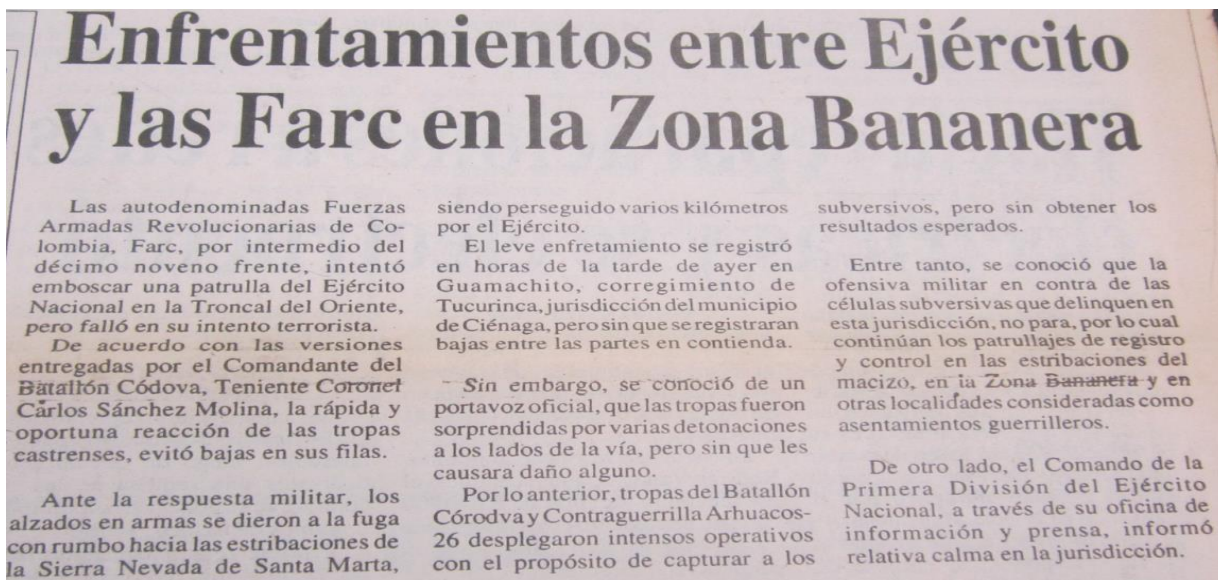 Enfrentamientos entre Ejército
y las Farc en la Zona Bananera
Las autodenominadas Fuerzas
Armadas Revolucionarias de Co-
lombia, Farc, por intermedio del
décimo noveno frente, intentó
emboscar una patrulla del Ejército
Nacional en la Troncal del Oriente,
pero falló en su intento terrorista.
De acuerdo con las versiones
entregadas por el Comandante del
Batallón Códova, Teniente Coronel
Carlos Sánchez Molina, la rápida y
oportuna reacción de las tropas
castrenses, evitó bajas en sus filas.
Ante la respuesta militar, los
alzados en armas se dieron a la fuga
con rumbo hacia las estribaciones de
la Sierra Nevada de Santa Marta,
siendo perseguido varios kilómetros
por el Ejército.
El leve enfretamiento se registró
en horas de la tarde de ayer en
Guamachito, corregimiento de
Tucurinca, jurisdicción del municipio
de Ciénaga, pero sin que se registraran
bajas entre las partes en contienda.
Sin embargo, se conoció de un
portavoz oficial, que las tropas fueron
sorprendidas por varias detonaciones
a los lados de la vía, pero sin que les
causara daño alguno.
Por lo anterior, tropas del Batallón
Córodva y Contraguerrilla Arhuacos-
26 desplegaron intensos operativos
con el propósito de capturar a los
subversivos, pero sin obtener los
resultados esperados.
Entre tanto, se conoció que la
ofensiva militar en contra de las
células subversivas que delinquen en
esta jurisdicción, no para, por lo cual
continúan los patrullajes de registro
y control en las estribaciones del
macizo, en la Zona Bananera y en
otras localidades consideradas como
asentamientos guerrilleros.
De otro lado, el Comando de la
Primera División del Ejército
Nacional, a través de su oficina de
información y prensa, informó
relativa calma en la jurisdicción.